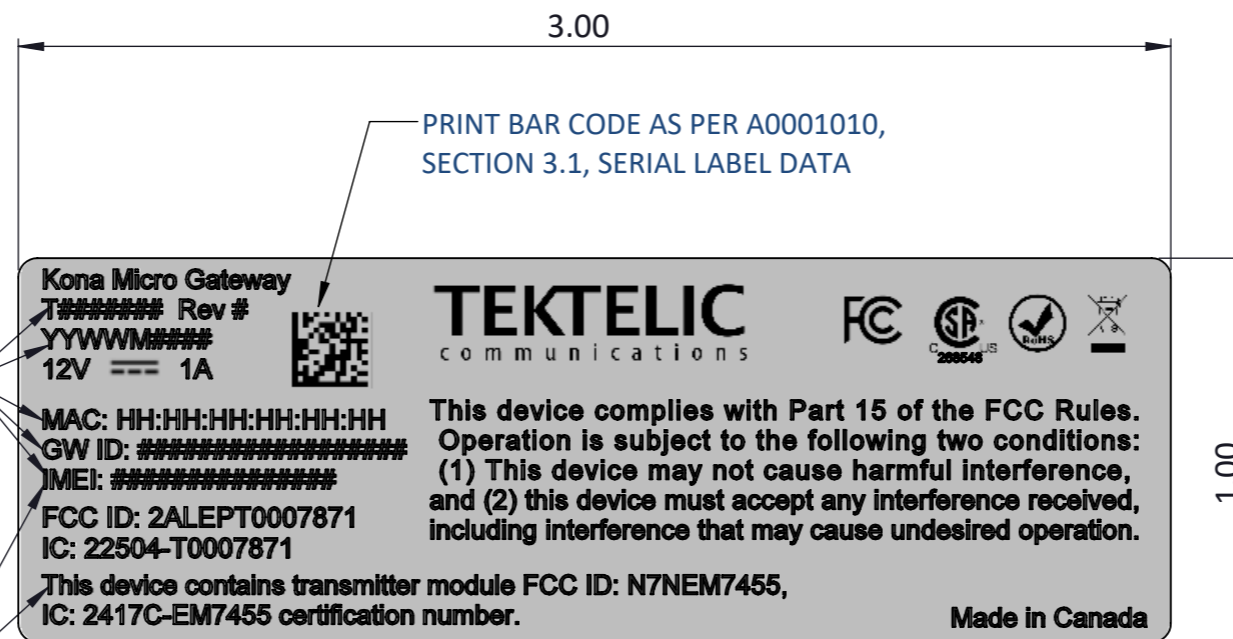 3.00
PRINT BAR CODE AS PER A0001010,
SECTION 3.1, SERIAL LABEL DATA
Kona Micro Gateway
T####### Rev #
YYWWM####
12V 1A
TEKTELIC
communications
FC
SA
C US
268548
RoHS
MAC: HH:HH:HH:HH:HH:HH
GW ID: ##################
IMEI: ###############
FCC ID: 2ALEPT0007871
IC: 22504-T0007871
This device complies with Part 15 of the FCC Rules.
Operation is subject to the following two conditions:
(1) This device may not cause harmful interference,
and (2) this device must accept any interference received,
including interference that may cause undesired operation.
This device contains transmitter module FCC ID: N7NEM7455,
IC: 2417C-EM7455 certification number.
Made in Canada
1.00